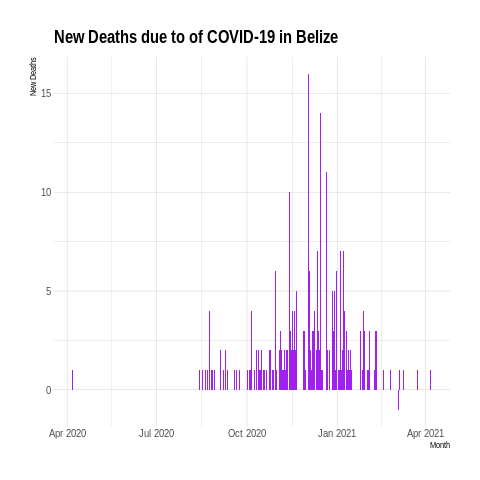 New Deaths due to of COVID-19 in Belize
New Deaths
15
10
5
0
Apr 2020 Jul 2020 Oct 2020 Jan 2021 Apr 2021
Month